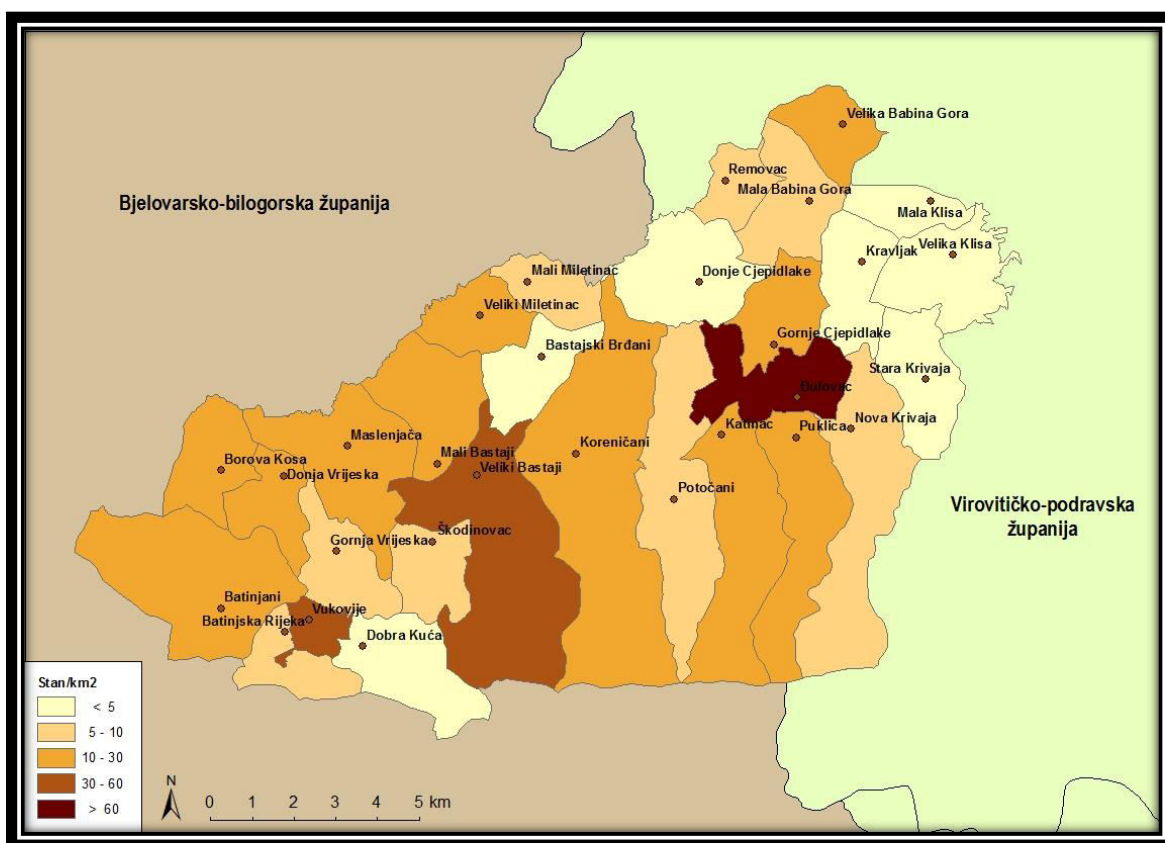 Velika Babina Gora
Removac
Mala Babina Gora
Bjelovarsko-bilogorska županija
Mala Klisa
Velika Klisa
Kravljak
Donje Cjepidlake
Mali Miletinac
Veliki Miletinac
Gornje Cjepidlake
Bastajski Brđani
Stara Krivaja
Đulovac
Nova Krivaja
Katinac
Puklica
Maslenjača
Koreničani
Mali Bastaji
Veliki Bastaji
Borova Kosa
Donja Vrijeska
Potočani
Virovitičko-podravska
županija
Škodinovac
Gornja Vrijeska
Batinjani
Vukovije
Batinjska Rijeka
Dobra Kuća
Stan/km2
< 5
5 - 10
10 - 30
30 - 60
> 60
N
0 1 2 3 4 5 km